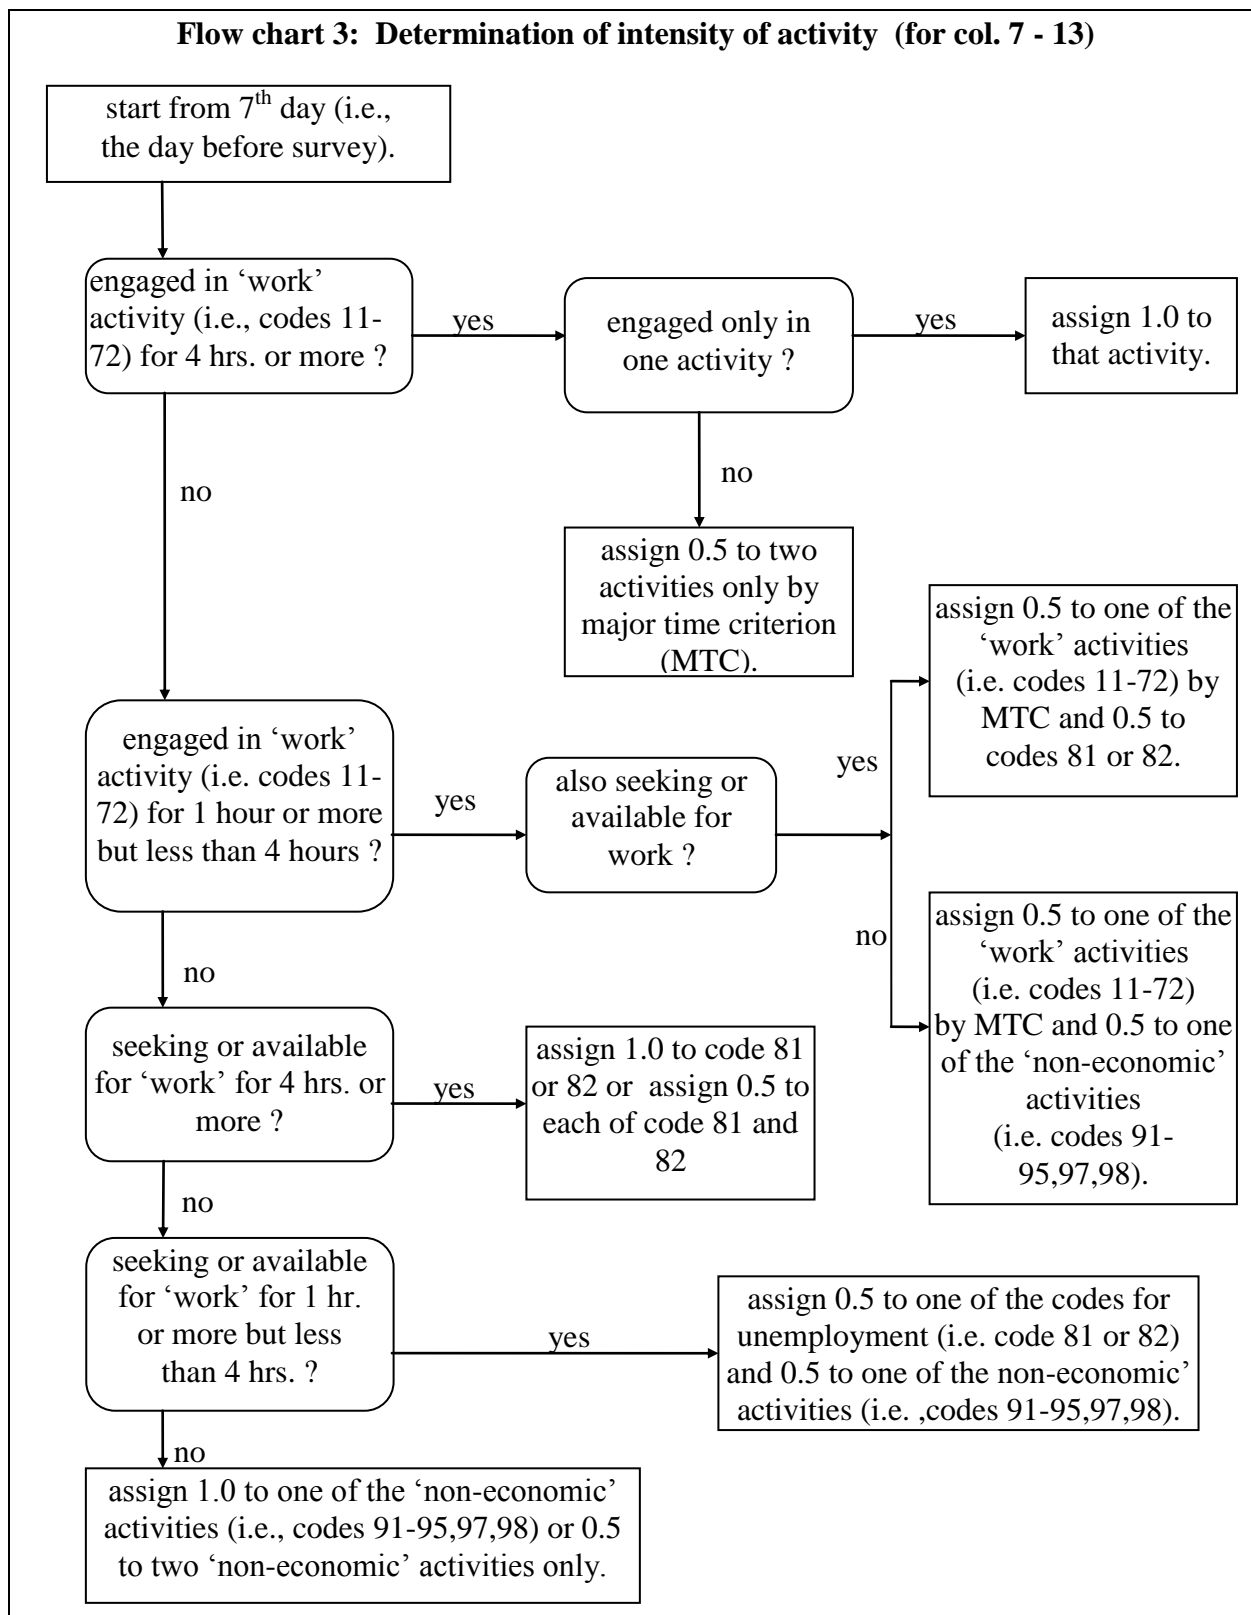 Flow chart 3:  Determination of intensity of activity  (for col. 7 - 13)
start from 7th day (i.e.,
the day before survey).
engaged in ‘work’
activity (i.e., codes 11-
72) for 4 hrs. or more ?
yes
engaged only in
one activity ?
yes
assign 1.0 to
that activity.
no
no
assign 0.5 to two
activities only by
major time criterion
(MTC).
engaged in ‘work’
activity (i.e. codes 11-
72) for 1 hour or more
but less than 4 hours ?
yes
also seeking or
available for
work ?
yes
assign 0.5 to one of the
‘work’ activities
(i.e. codes 11-72) by
MTC and 0.5 to
codes 81 or 82.
no
assign 0.5 to one of the
‘work’ activities
(i.e. codes 11-72)
by MTC and 0.5 to one
of the ‘non-economic’
activities
(i.e. codes 91-
95,97,98).
no
seeking or available
for ‘work’ for 4 hrs. or
more ?
yes
assign 1.0 to code 81
or 82 or  assign 0.5 to
each of code 81 and
82
no
seeking or available
for ‘work’ for 1 hr.
or more but less
than 4 hrs. ?
yes
assign 0.5 to one of the codes for
unemployment (i.e. code 81 or 82)
and 0.5 to one of the non-economic’
activities (i.e. ,codes 91-95,97,98).
no
assign 1.0 to one of the ‘non-economic’
activities (i.e., codes 91-95,97,98) or 0.5
to two ‘non-economic’ activities only.